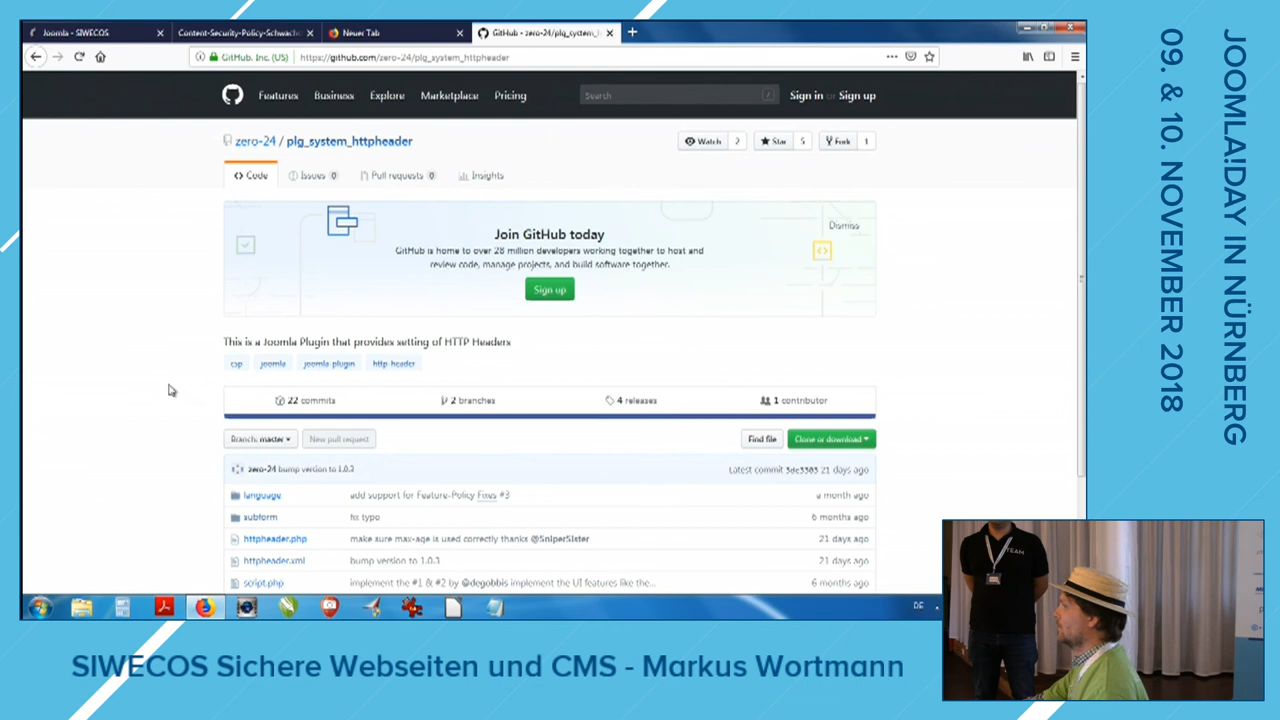 Joomla - SIWECOS
Content-Security-Policy-Schwach
Neuer Tab
GitHub - zero-24/plg_system_h
GitHub, Inc. (US)
https://github.com/zero-24/plg_system_httpheader
Features Business Explore Marketplace Pricing
Search
/
Sign in or Sign up
zero-24 / plg_system_httpheader
Watch 2
Star 5
Fork 1
Code
Issues 0
Pull requests 0
Insights
Join GitHub today
Dismiss
GitHub is home to over 28 million developers working together to host and
review code, manage projects, and build software together.
Sign up
This is a Joomla Plugin that provides setting of HTTP Headers
csp joomla joomla-plugin http-header
22 commits
2 branches
4 releases
1 contributor
Branch: master
New pull request
Find file
Clone or download
zero-24 bump version to 1.0.3
Latest commit 21 days ago
language add support for Feature-Policy Fixes #3 a month ago
subform fix typo 6 months ago
httpheader.php make sure max-age is used correctly thanks @SniperSister 21 days ago
httpheader.xml bump version to 1.0.3 21 days ago
script.php implement the #1 & #2 by @degobbis implement the UI features like the... 6 months ago
DE
JOOMLA!DAY IN NÜRNBERG
09. & 10. NOVEMBER 2018
TEAM
SIWECOS Sichere Webseiten und CMS - Markus Wortmann